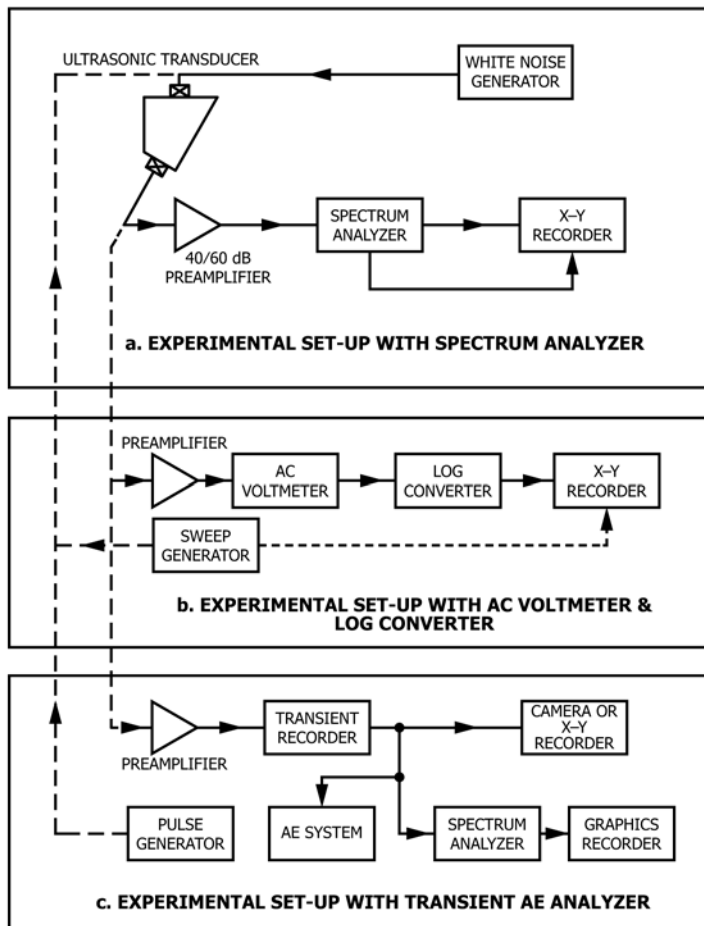 ULTRASONIC TRANSDUCER
WHITE NOISE
GENERATOR
40/60 dB
PREAMPLIFIER
SPECTRUM
ANALYZER
X–Y
RECORDER
a. EXPERIMENTAL SET-UP WITH SPECTRUM ANALYZER
PREAMPLIFIER
AC
VOLTMETER
LOG
CONVERTER
X–Y
RECORDER
SWEEP
GENERATOR
b. EXPERIMENTAL SET-UP WITH AC VOLTMETER &
LOG CONVERTER
PREAMPLIFIER
TRANSIENT
RECORDER
CAMERA OR
X–Y
RECORDER
PULSE
GENERATOR
AE SYSTEM
SPECTRUM
ANALYZER
GRAPHICS
RECORDER
c. EXPERIMENTAL SET-UP WITH TRANSIENT AE ANALYZER